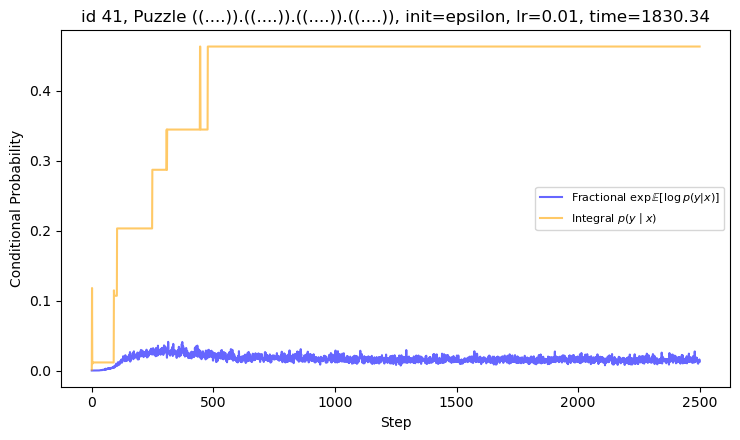 id 41, Puzzle ((....)).((....)).((....)).((....)), init=epsilon, lr=0.01, time=1830.34
Conditional Probability
0.4
0.3
0.2
0.1
0.0
Fractional exp𝔼[log p(y|x)]
Integral p(y | x)
0
500
1000
1500
2000
2500
Step